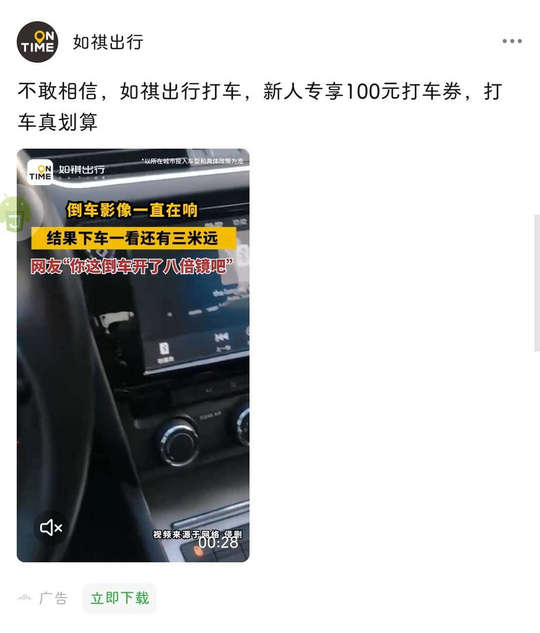 ON
TIME
如祺出行
不敢相信，如祺出行打车，新人专享100元打车券，打
车真划算
ON
TIME
如祺出行
*以所在城市投入车型和具体政策为准
倒车影像一直在响
结果下车一看还有三米远
网友“你这倒车开了八倍镜吧”
视频来源于网络 侵删
00:28
广告
立即下载